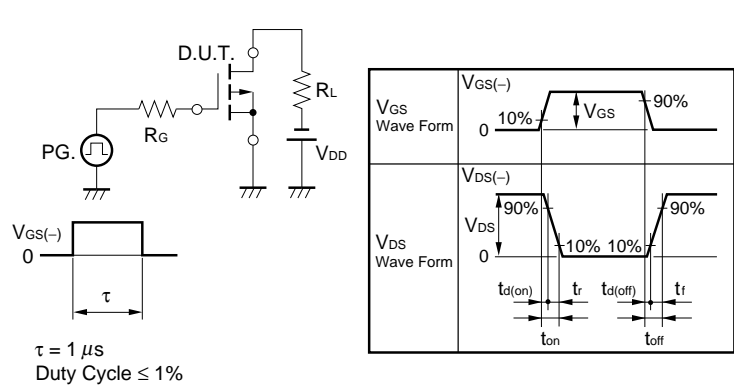 D.U.T.
RL
RG
PG.
VDD
VGS(−)
0
τ
τ = 1 μs
Duty Cycle ≤ 1%
VGS
Wave Form
VGS(−)
10%
VGS
90%
0
VDS
Wave Form
VDS(−)
90%
VDS
10% 10%
90%
0
td(on) tr td(off) tf
ton toff